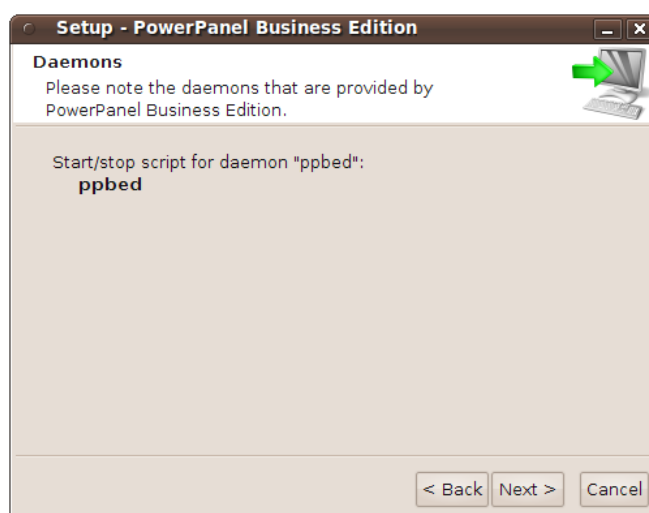 Setup - PowerPanel Business Edition
Daemons
Please note the daemons that are provided by
PowerPanel Business Edition.
Start/stop script for daemon "ppbed":
ppbed
< Back Next > Cancel